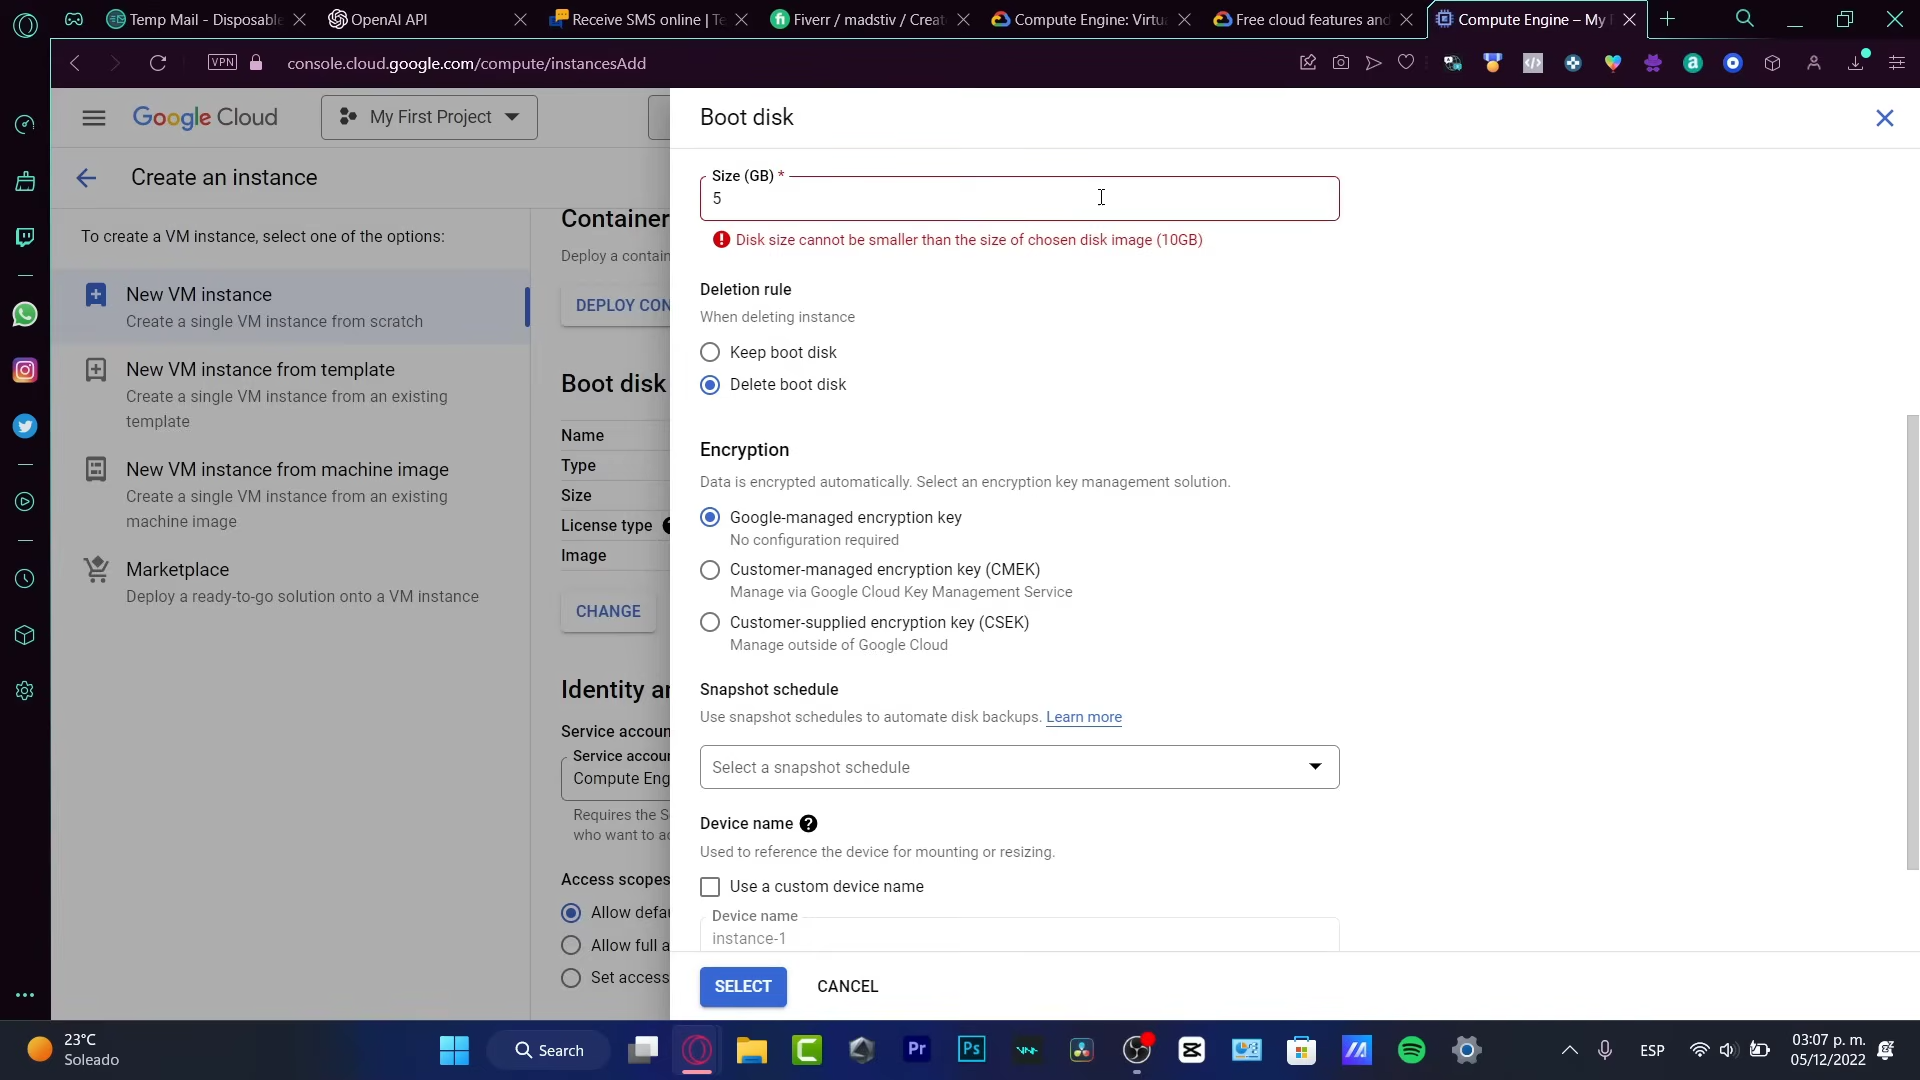 Temp Mail - Disposable
OpenAI API
Receive SMS online | Te
Fiverr / madstiv / Creat
Compute Engine: Virtua
Free cloud features and
Compute Engine – My F
VPN
console.cloud.google.com/compute/instancesAdd
Google Cloud
My First Project
Create an instance
To create a VM instance, select one of the options:
New VM instance
Create a single VM instance from scratch
New VM instance from template
Create a single VM instance from an existing
template
New VM instance from machine image
Create a single VM instance from an existing
machine image
Marketplace
Deploy a ready-to-go solution onto a VM instance
Container
Deploy a contain
DEPLOY CON
Boot disk
Name
Type
Size
License type
Image
CHANGE
Identity a
Service accoun
Service accou
Compute Eng
Requires the S
who want to a
Access scopes
Allow defa
Allow full a
Set access
Boot disk
Size (GB) *
5
Disk size cannot be smaller than the size of chosen disk image (10GB)
Deletion rule
When deleting instance
Keep boot disk
Delete boot disk
Encryption
Data is encrypted automatically. Select an encryption key management solution.
Google-managed encryption key
No configuration required
Customer-managed encryption key (CMEK)
Manage via Google Cloud Key Management Service
Customer-supplied encryption key (CSEK)
Manage outside of Google Cloud
Snapshot schedule
Use snapshot schedules to automate disk backups. Learn more
Select a snapshot schedule
Device name
Used to reference the device for mounting or resizing.
Use a custom device name
Device name
instance-1
SELECT
CANCEL
23°C
Soleado
Search
Pr
Ps
ESP
03:07 p. m.
05/12/2022